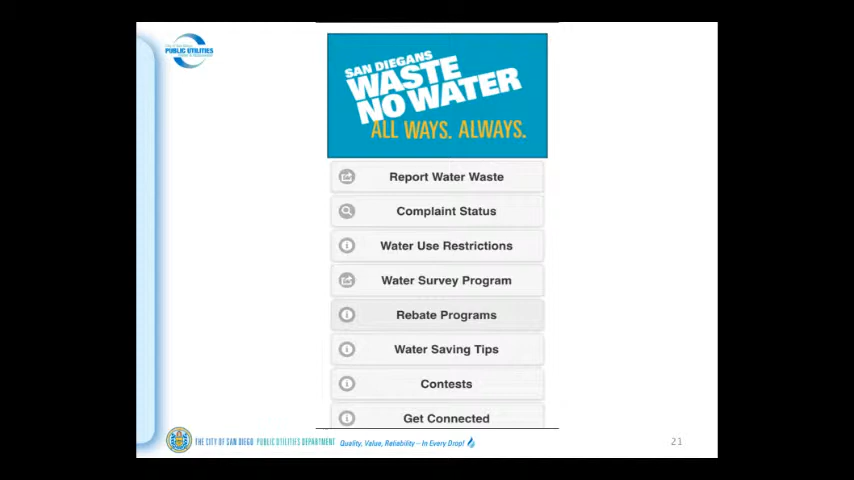 PUBLIC UTILITIES
SAN DIEGANS
WASTE
NO WATER
ALL WAYS. ALWAYS.
Report Water Waste
Complaint Status
Water Use Restrictions
Water Survey Program
Rebate Programs
Water Saving Tips
Contests
Get Connected
THE CITY OF SAN DIEGO PUBLIC UTILITIES DEPARTMENT Quality, Value, Reliability – In Every Drop!
21